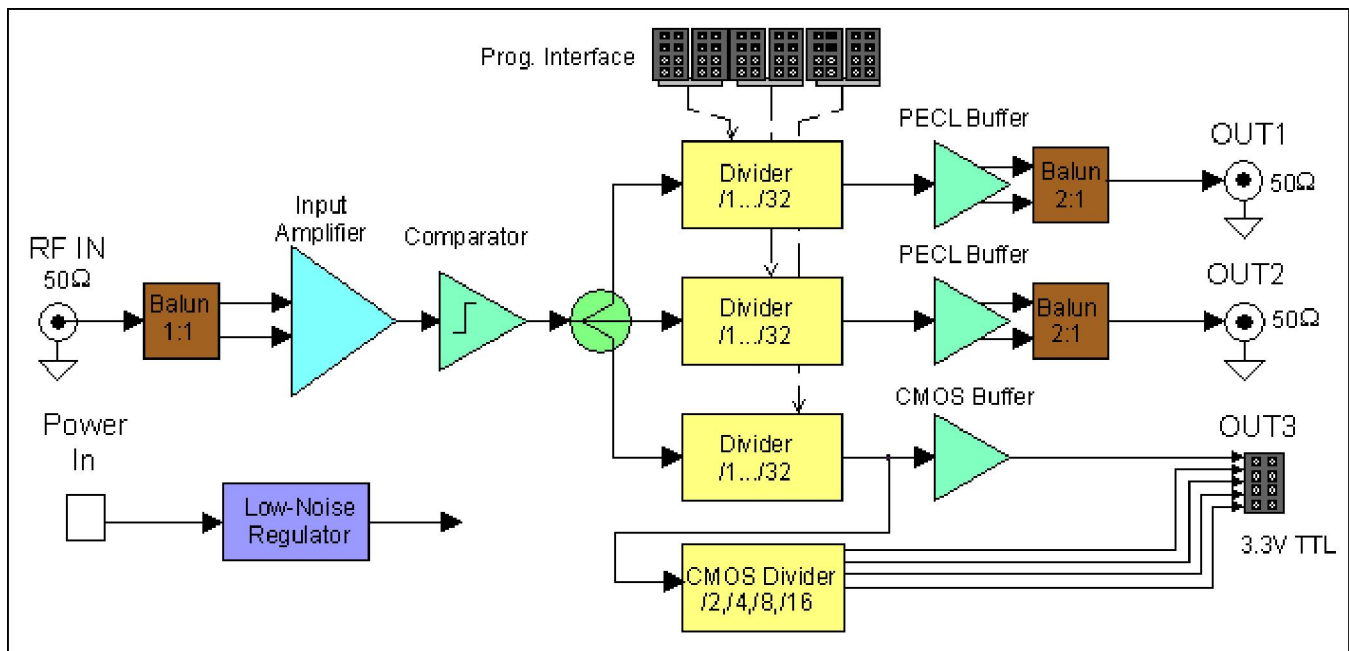 Prog. Interface
PECL Buffer
OUT1
Divider
/1.../32
Balun
2:1
50Ω
Input
Amplifier
Comparator
RF IN
50Ω
Balun
1:1
PECL Buffer
OUT2
Divider
/1.../32
Balun
2:1
50Ω
CMOS Buffer
OUT3
Divider
/1.../32
Power
In
Low-Noise
Regulator
3.3V TTL
CMOS Divider
/2,/4,/8,/16